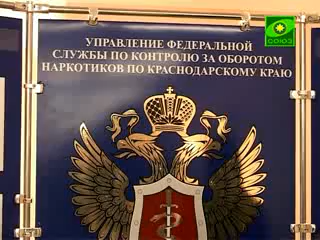 СОЮЗ
УПРАВЛЕНИЕ ФЕДЕРАЛЬНОЙ
СЛУЖБЫ ПО КОНТРОЛЮ ЗА ОБОРОТОМ
НАРКОТИКОВ ПО КРАСНОДАРСКОМУ КРАЮ